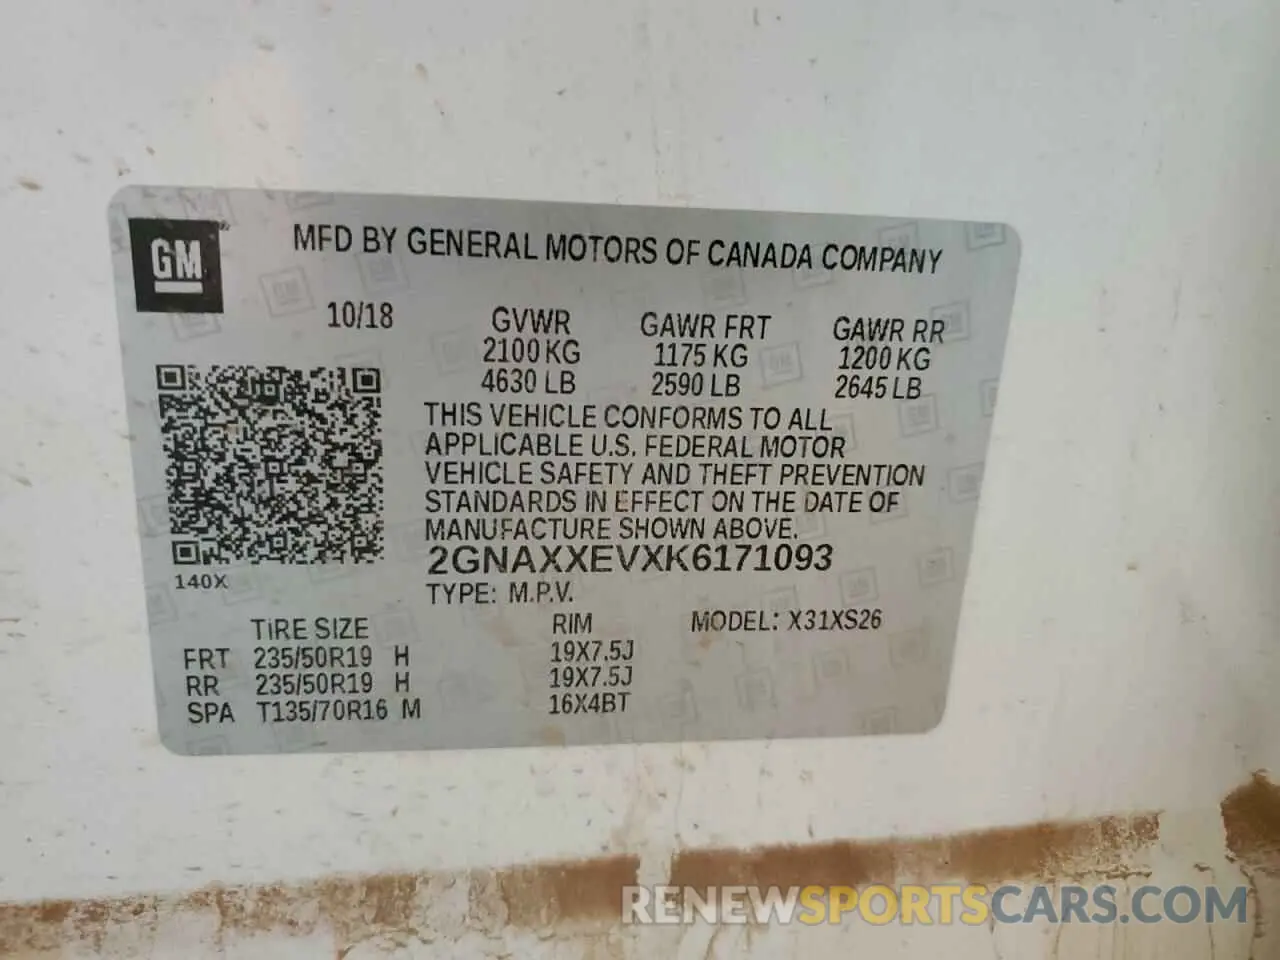 GM
MFD BY GENERAL MOTORS OF CANADA COMPANY
10/18
GVWR GAWR FRT GAWR RR
2100 KG 1175 KG 1200 KG
4630 LB 2590 LB 2645 LB
THIS VEHICLE CONFORMS TO ALL
APPLICABLE U.S. FEDERAL MOTOR
VEHICLE SAFETY AND THEFT PREVENTION
STANDARDS IN EFFECT ON THE DATE OF
MANUFACTURE SHOWN ABOVE.
2GNAXXEVXK6171093
140X
TYPE: M.P.V.
TIRE SIZE RIM MODEL: X31XS26
FRT 235/50R19 H 19X7.5J
RR 235/50R19 H 19X7.5J
SPA T135/70R16 M 16X4BT
RENEWSPORTSCARS.COM